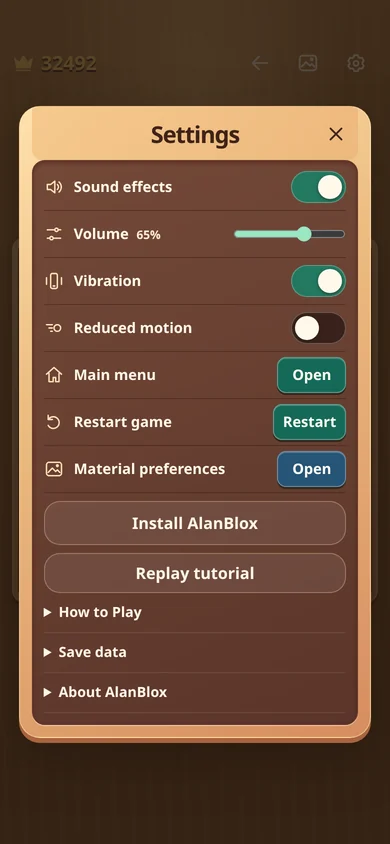 32492
Settings
Sound effects
Volume 65%
Vibration
Reduced motion
Main menu Open
Restart game Restart
Material preferences Open
Install AlanBlox
Replay tutorial
How to Play
Save data
About AlanBlox